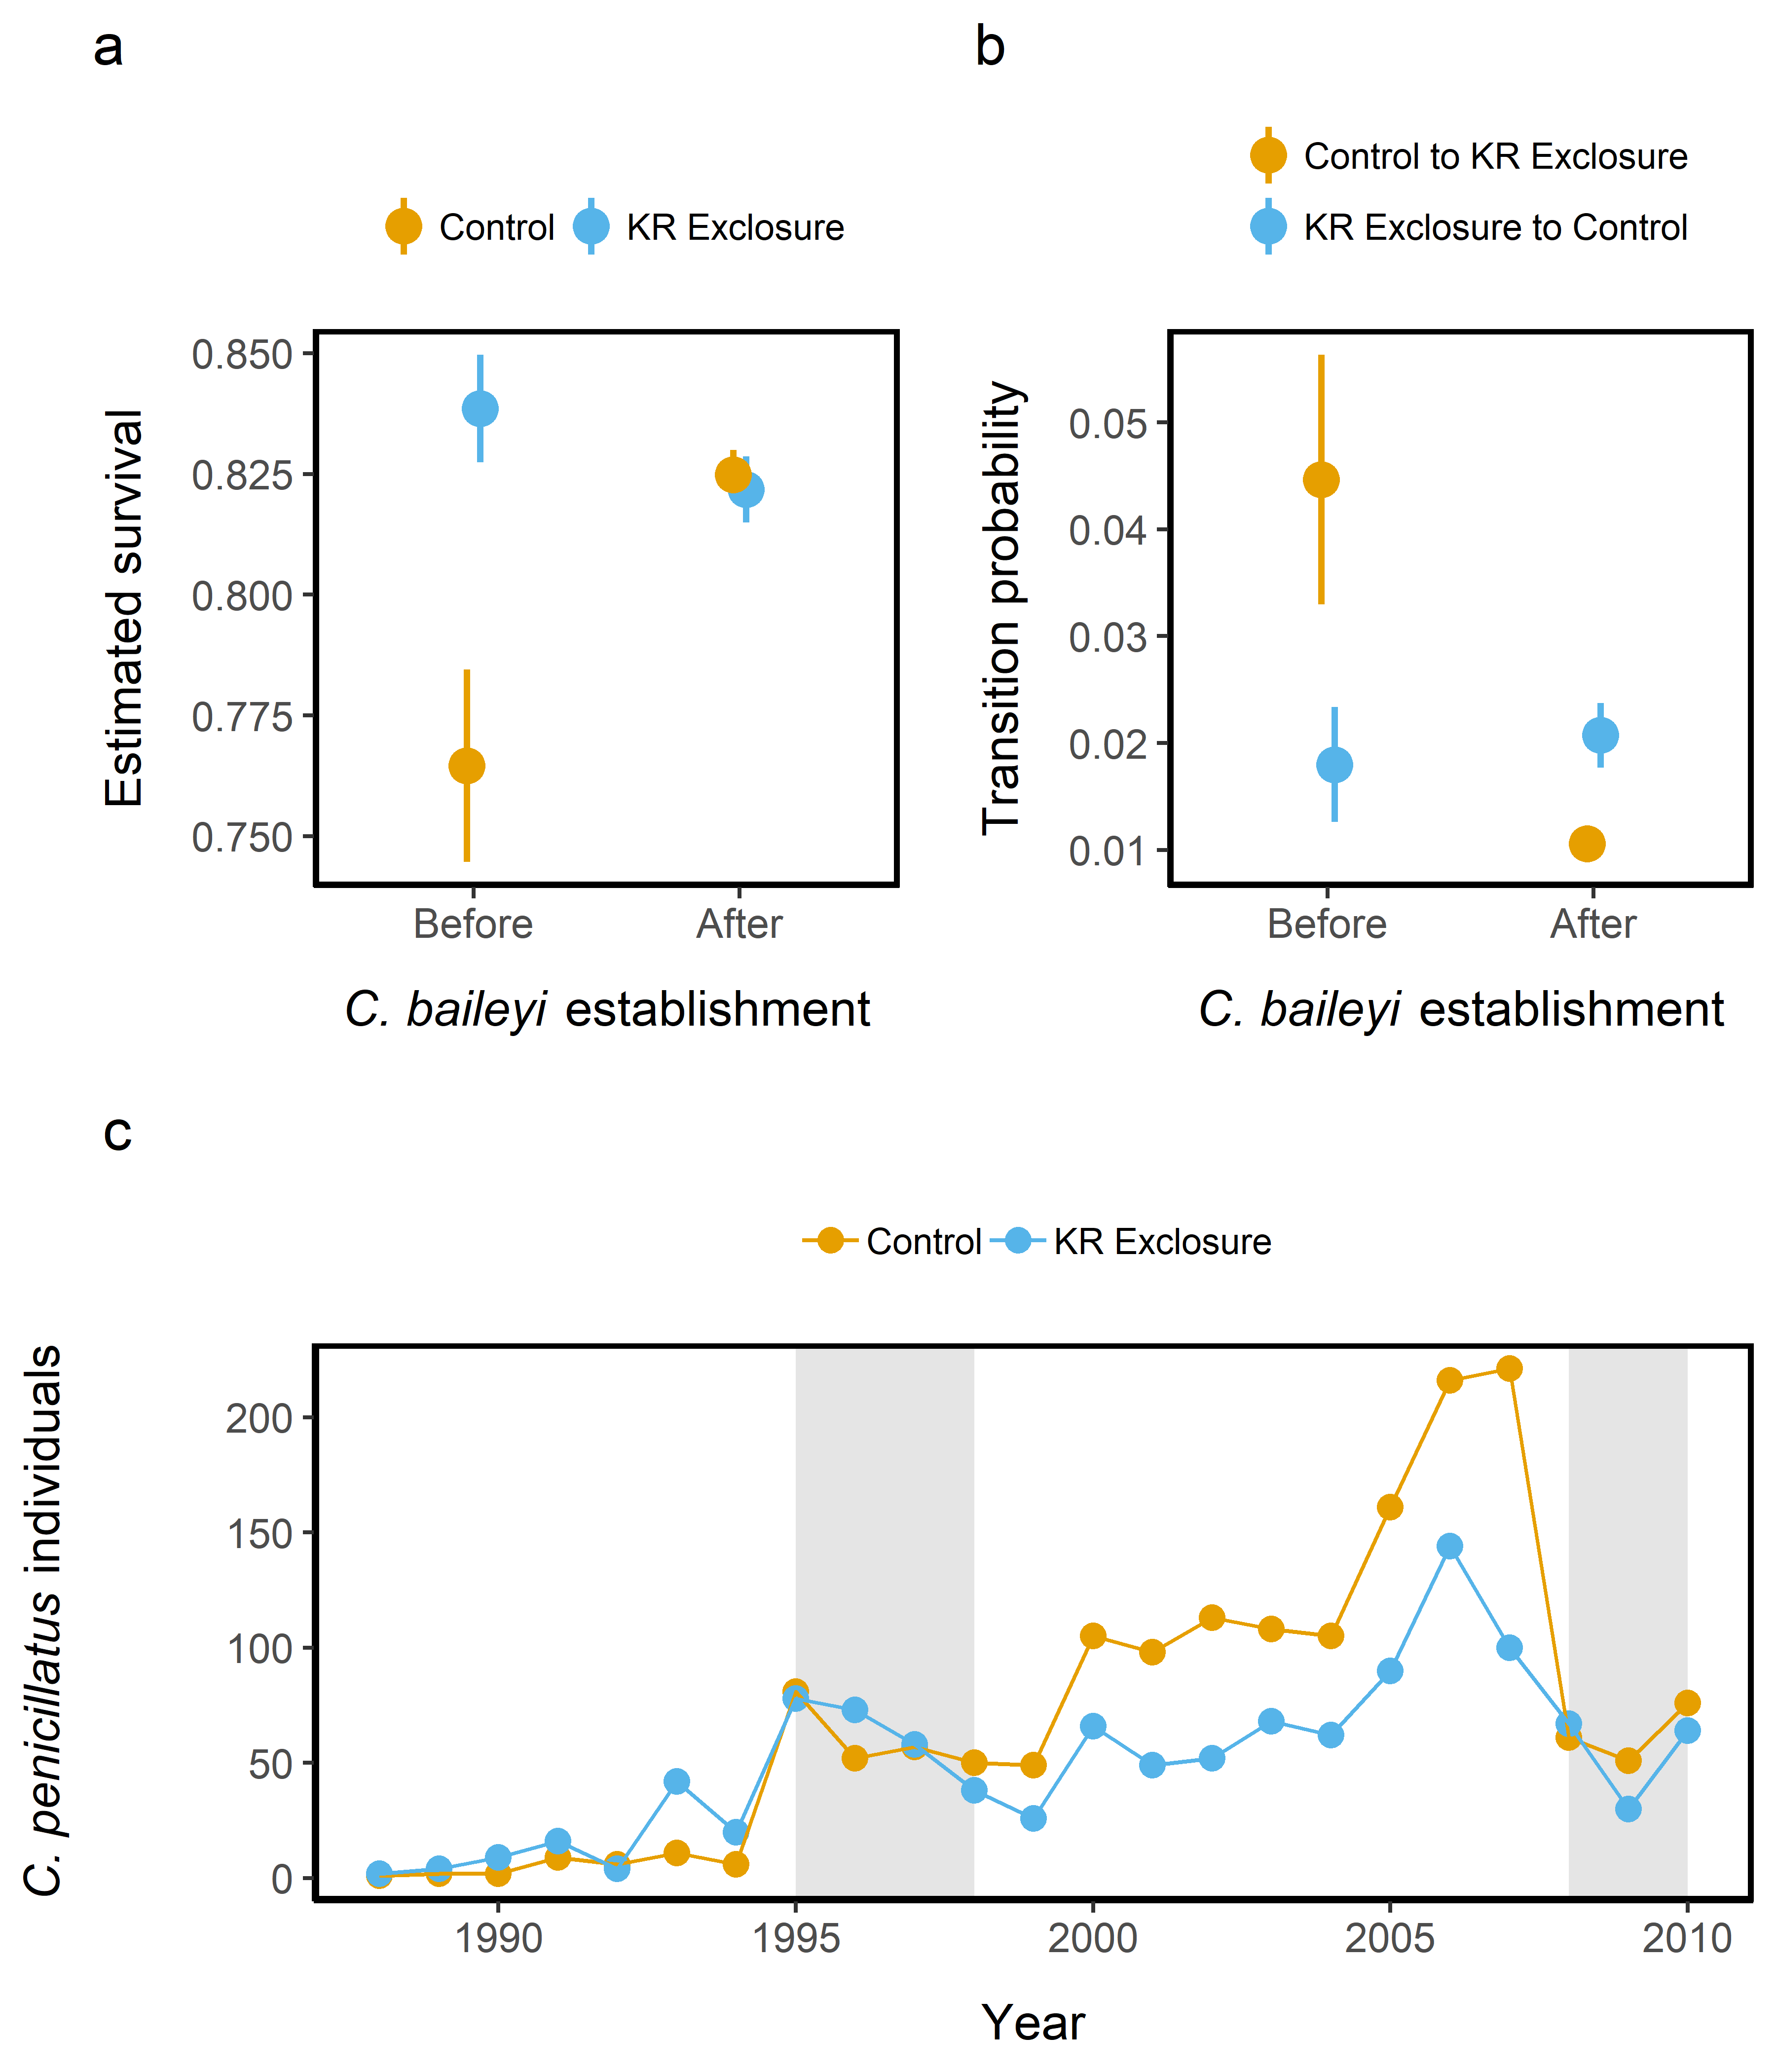 a
Control KR Exclosure
Estimated survival
0.850
0.825
0.800
0.775
0.750
Before After
C. baileyi establishment
b
Control to KR Exclosure
KR Exclosure to Control
Transition probability
0.05
0.04
0.03
0.02
0.01
Before After
C. baileyi establishment
c
Control KR Exclosure
C. penicillatus individuals
200
150
100
50
0
1990 1995 2000 2005 2010
Year